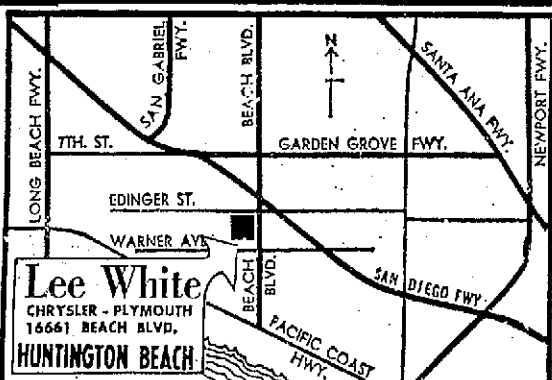 LONG BEACH FWY.
SAN GABRIEL
FWY.
BEACH BLVD.
N
SANTA ANA FWY.
NEWPORT FWY.
7TH. ST.
GARDEN GROVE FWY.
EDINGER ST.
WARNER AVE
BEACH
BLVD.
SAN DIEGO FWY.
PACIFIC COAST
HWY.
Lee White
CHRYSLER - PLYMOUTH
16661 BEACH BLVD.
HUNTINGTON BEACH